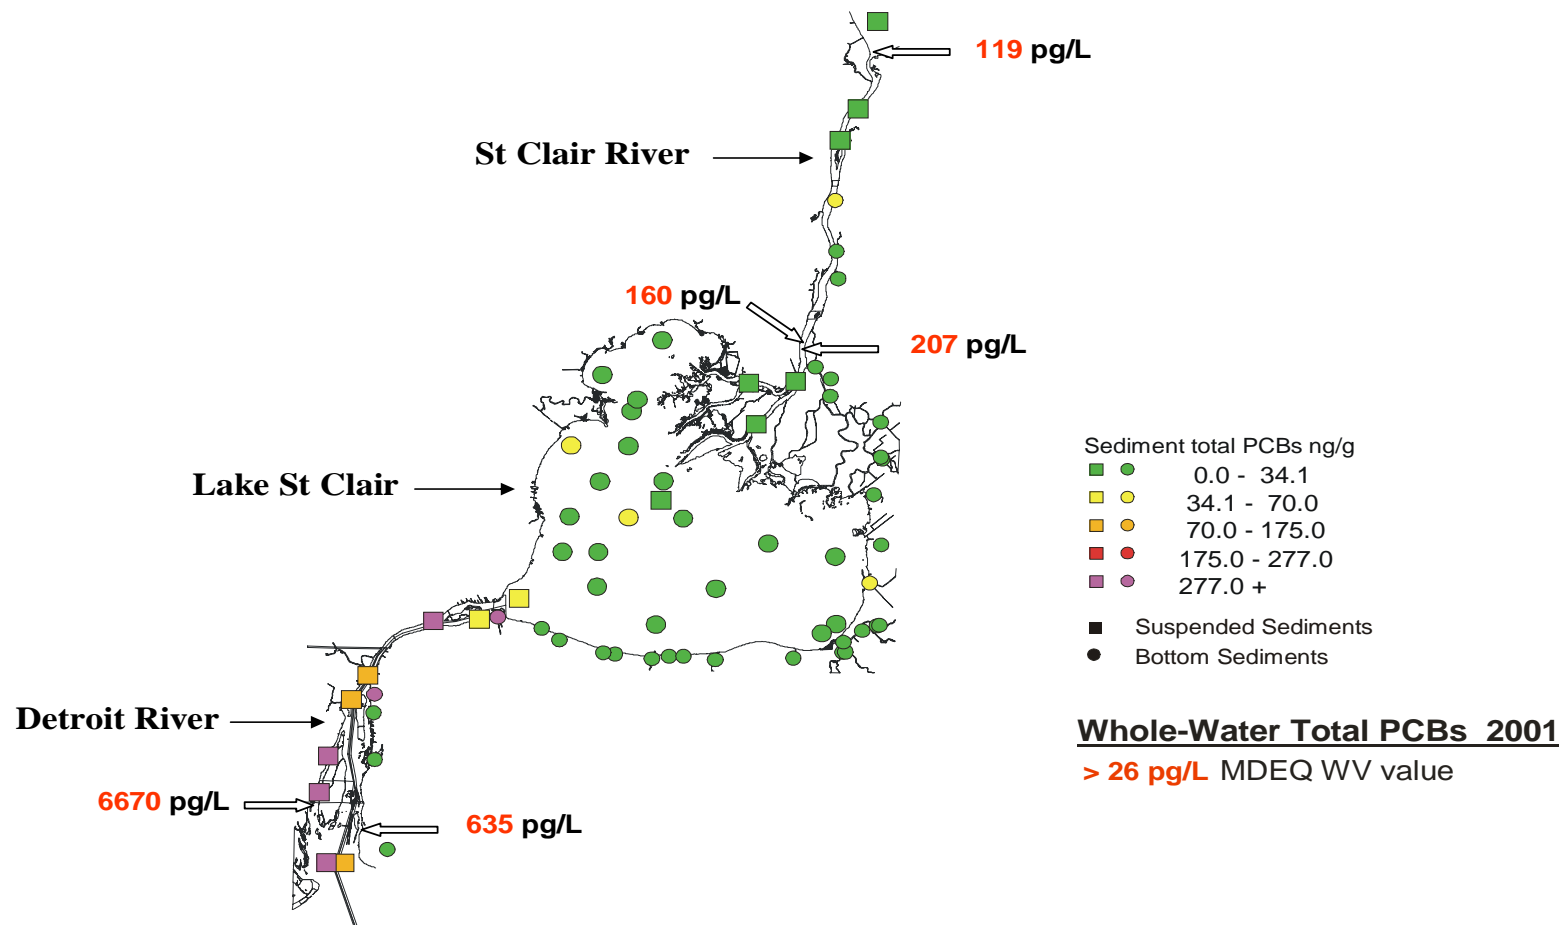 119 pg/L
St Clair River
160 pg/L
207 pg/L
Lake St Clair
Sediment total PCBs ng/g
0.0 - 34.1
34.1 - 70.0
70.0 - 175.0
175.0 - 277.0
277.0 +
Suspended Sediments
Bottom Sediments
Detroit River
Whole-Water Total PCBs 2001
> 26 pg/L MDEQ WV value
6670 pg/L
635 pg/L